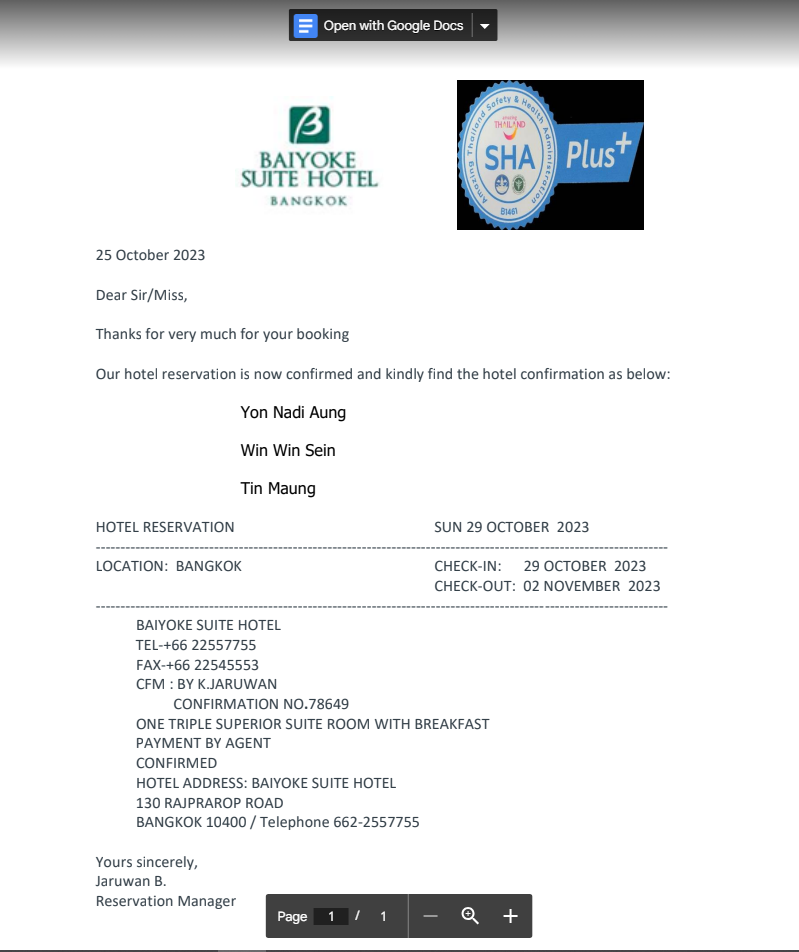 Open with Google Docs
BAIYOKE
SUITE HOTEL
BANGKOK
Amazing Thailand Safety & Health Administration
amazing
THAILAND
SHA
Plus+
B1461
25 October 2023
Dear Sir/Miss,
Thanks for very much for your booking
Our hotel reservation is now confirmed and kindly find the hotel confirmation as below:
Yon Nadi Aung
Win Win Sein
Tin Maung
HOTEL RESERVATION SUN 29 OCTOBER 2023
LOCATION: BANGKOK CHECK-IN: 29 OCTOBER 2023
CHECK-OUT: 02 NOVEMBER 2023
BAIYOKE SUITE HOTEL
TEL-+66 22557755
FAX-+66 22545553
CFM : BY K.JARUWAN
CONFIRMATION NO.78649
ONE TRIPLE SUPERIOR SUITE ROOM WITH BREAKFAST
PAYMENT BY AGENT
CONFIRMED
HOTEL ADDRESS: BAIYOKE SUITE HOTEL
130 RAJPRAROP ROAD
BANGKOK 10400 / Telephone 662-2557755
Yours sincerely,
Jaruwan B.
Reservation Manager
Page 1 / 1